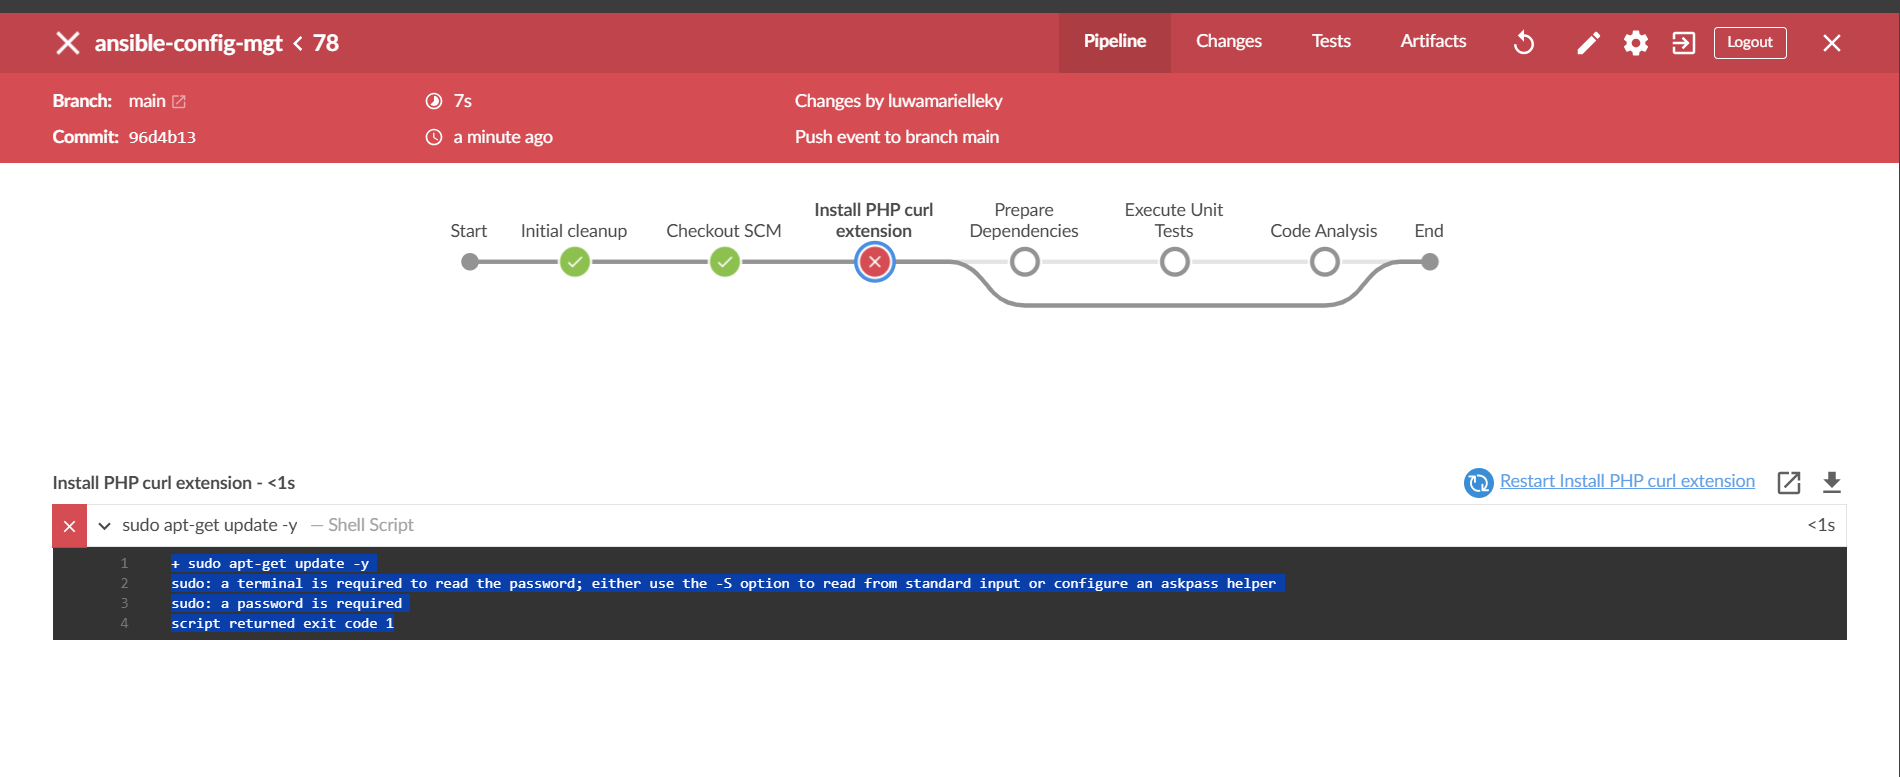 ansible-config-mgt < 78
Pipeline
Changes
Tests
Artifacts
Logout
Branch: main
7s
Changes by luwamarielleky
Commit: 96d4b13
a minute ago
Push event to branch main
Start
Initial cleanup
Checkout SCM
Install PHP curl
extension
Prepare
Dependencies
Execute Unit
Tests
Code Analysis
End
Install PHP curl extension - <1s
Restart Install PHP curl extension
sudo apt-get update -y — Shell Script
<1s
1 + sudo apt-get update -y
2 sudo: a terminal is required to read the password; either use the -S option to read from standard input or configure an askpass helper
3 sudo: a password is required
4 script returned exit code 1